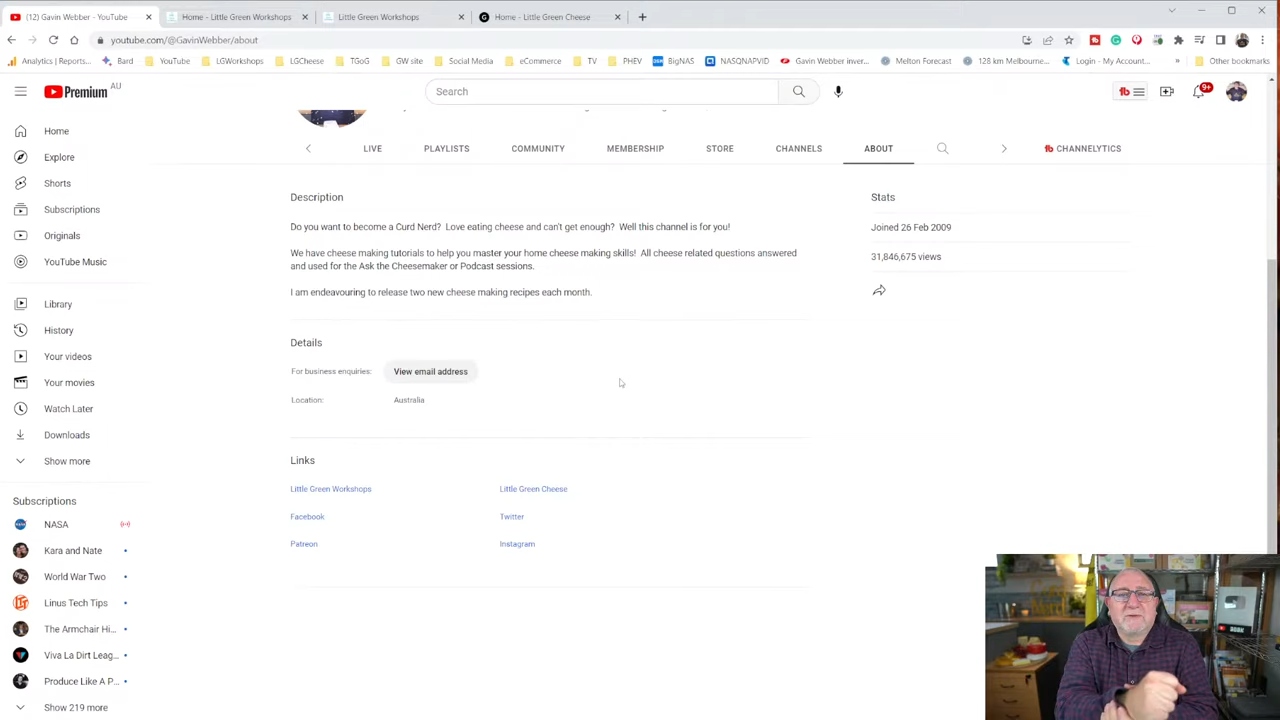 (12) Gavin Webber - YouTube
Home - Little Green Workshops
Little Green Workshops
Home - Little Green Cheese
youtube.com/@GavinWebber/about
Analytics | Reports...
Bard
YouTube
LGWorkshops
LGCheese
TGoG
GW site
Social Media
eCommerce
TV
PHEV
BigNAS
NASQNAPVID
Gavin Webber inver...
Melton Forecast
128 km Melbourne...
Login - My Account...
Other bookmarks
Premium AU
Search
9+
LIVE
PLAYLISTS
COMMUNITY
MEMBERSHIP
STORE
CHANNELS
ABOUT
CHANNELYTICS
Home
Explore
Shorts
Subscriptions
Originals
YouTube Music
Library
History
Your videos
Your movies
Watch Later
Downloads
Show more
Subscriptions
NASA
Kara and Nate
World War Two
Linus Tech Tips
The Armchair Hi...
Viva La Dirt Leag...
Produce Like A P...
Show 219 more
Description
Do you want to become a Curd Nerd? Love eating cheese and can't get enough? Well this channel is for you!
We have cheese making tutorials to help you master your home cheese making skills! All cheese related questions answered
and used for the Ask the Cheesemaker or Podcast sessions.
I am endeavouring to release two new cheese making recipes each month.
Details
For business enquiries: View email address
Location: Australia
Links
Little Green Workshops
Little Green Cheese
Facebook
Twitter
Patreon
Instagram
Stats
Joined 26 Feb 2009
31,846,675 views